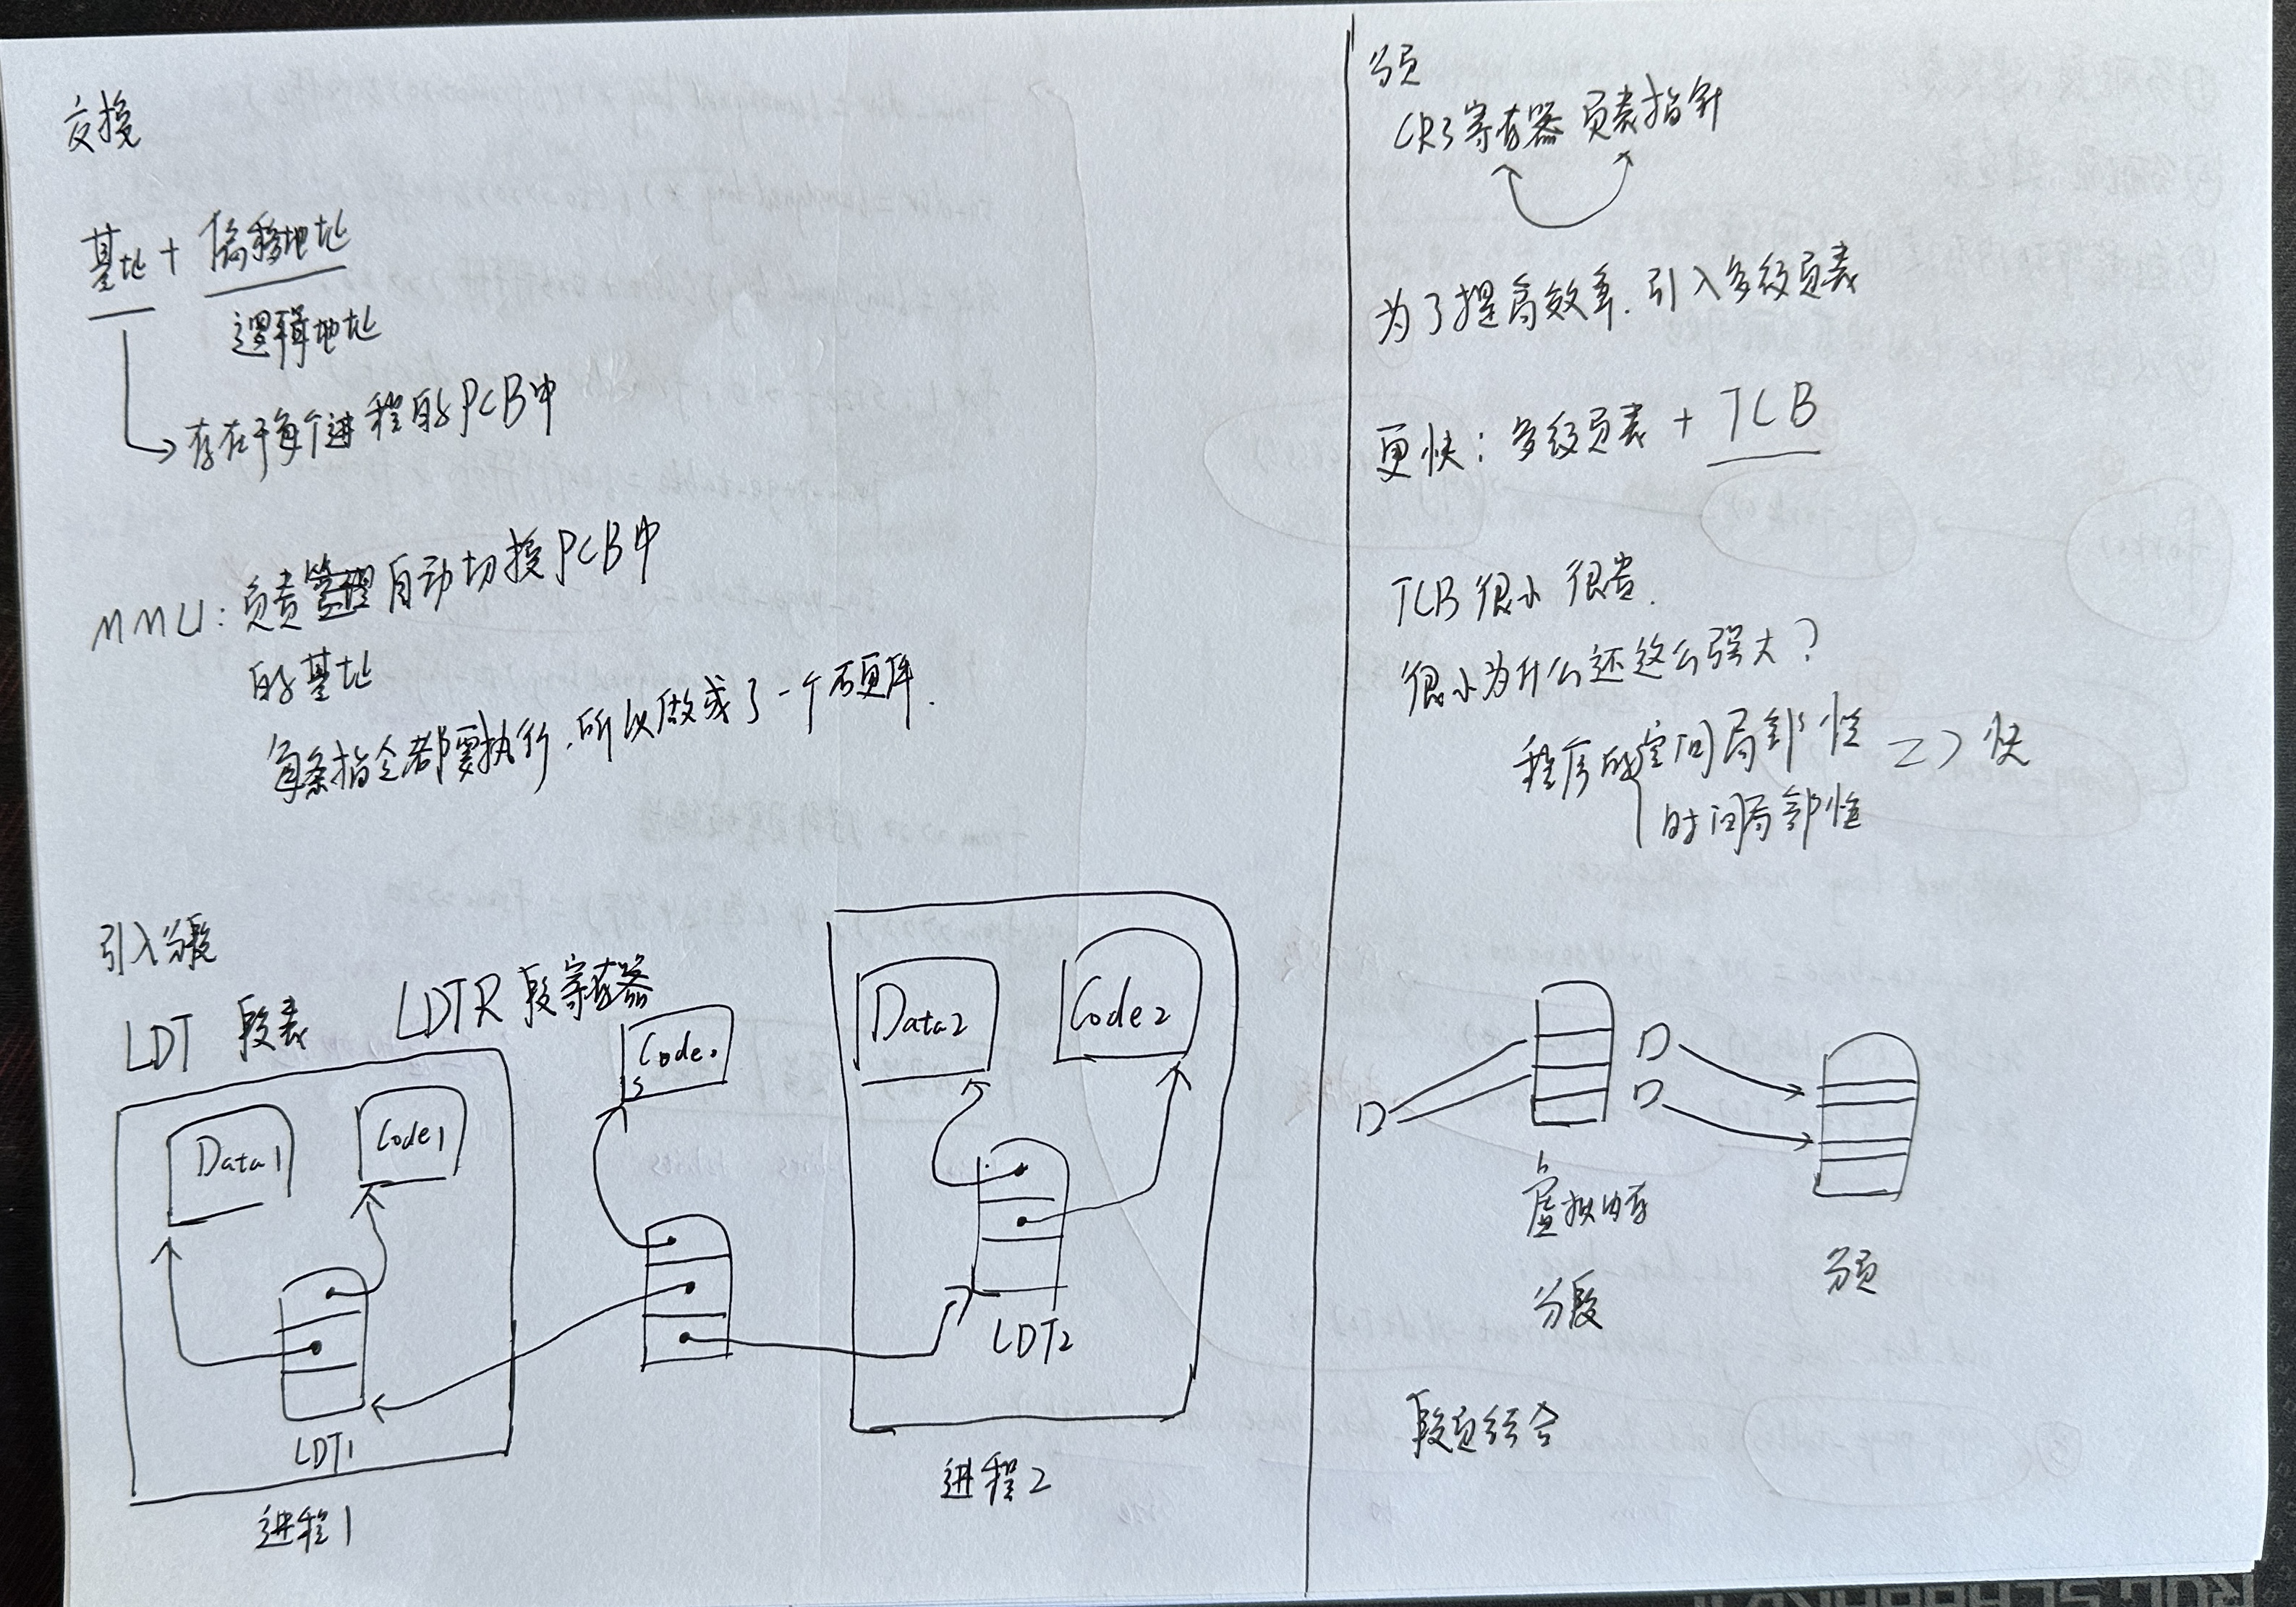 交换
基址 + 偏移地址
逻辑地址
存在于每个进程的PCB中
MMU: 负责自动切换PCB中
的基址
每条指令都要执行,所以做成了一个硬件.
引入分段
LDT 段表 LDTR 段寄存器
Data1
Code1
LDT1
进程1
Code0
Data2
Code2
LDT2
进程2
分页
CR3寄存器 页表指针
为了提高效率,引入多级页表
更快: 多级页表 + TCB
TCB 很小 很贵.
很小为什么还这么强大?
程序的空间局部性 => 快
时间局部性
虚拟内存
分段
分页
段页结合